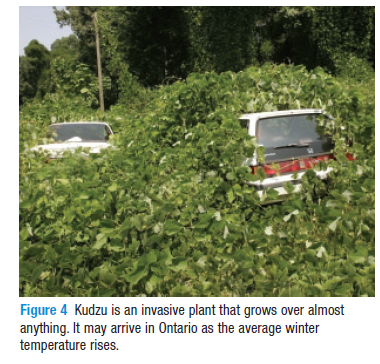 Figure 4 Kudzu is an invasive plant that grows over almost
anything. It may arrive in Ontario as the average winter
temperature rises.